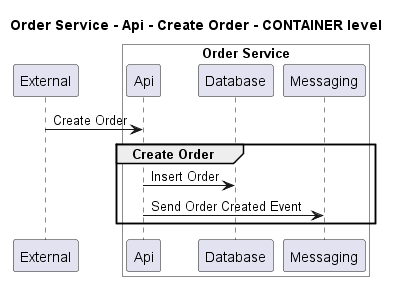 Order Service - Api - Create Order - CONTAINER level
Order Service
External
Api
Database
Messaging
Create Order
Create Order
Insert Order
Send Order Created Event
External
Api
Database
Messaging